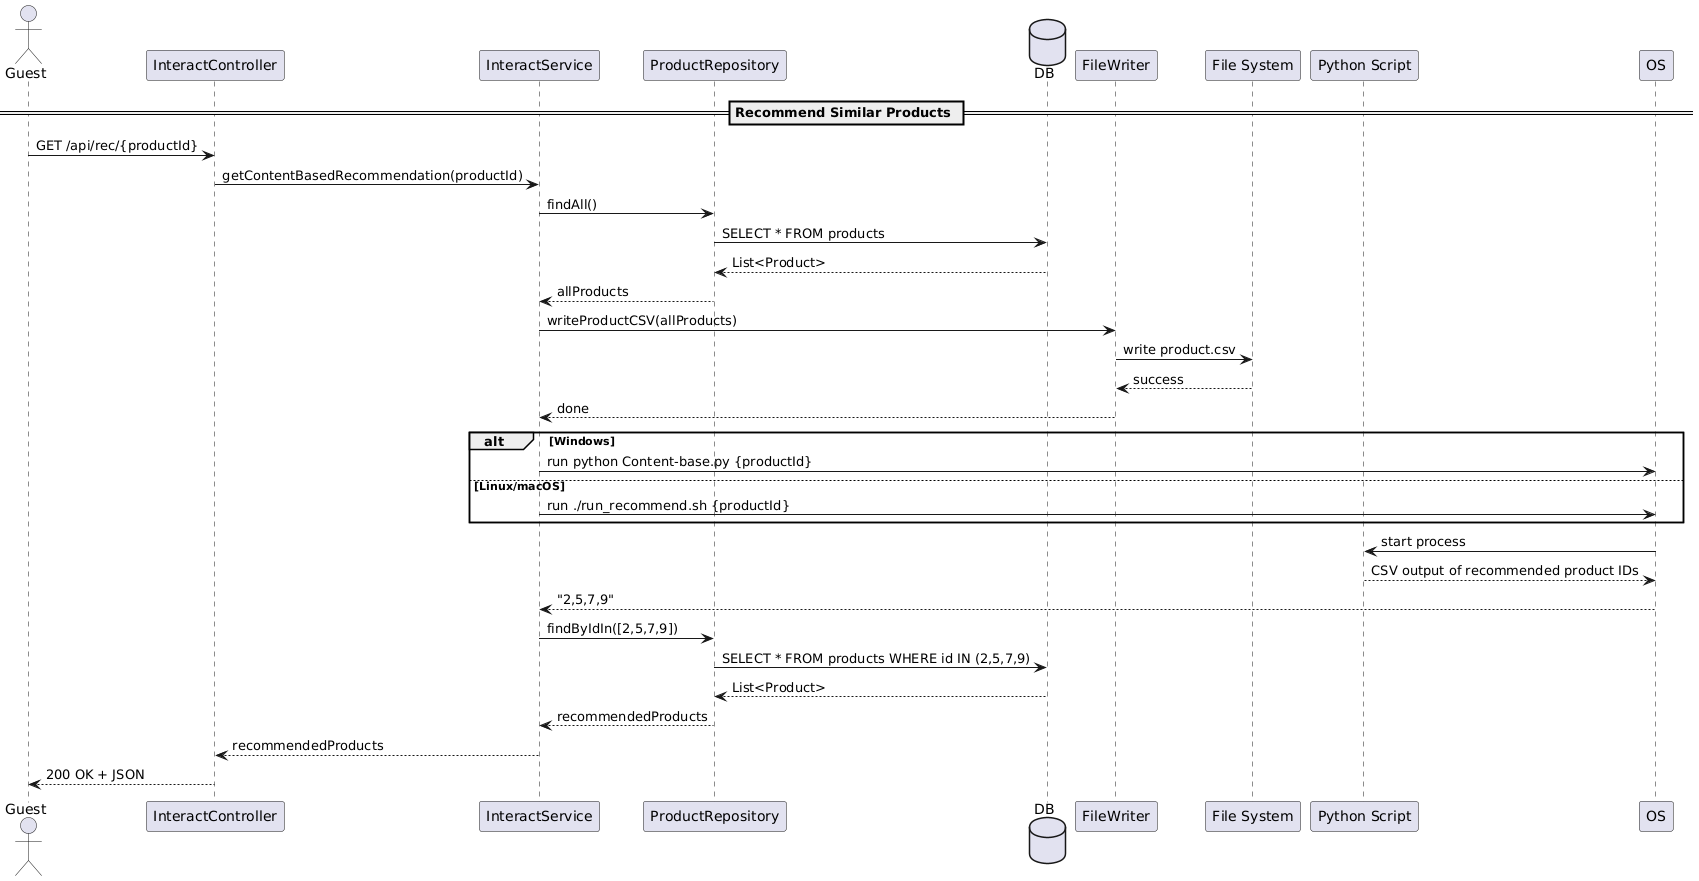 Guest
InteractController
InteractService
ProductRepository
DB
FileWriter
File System
Python Script
OS
Recommend Similar Products
GET /api/rec/{productId}
getContentBasedRecommendation(productId)
findAll()
SELECT * FROM products
List<Product>
allProducts
writeProductCSV(allProducts)
write product.csv
success
done
alt
[Windows]
run python Content-base.py {productId}
[Linux/macOS]
run ./run_recommend.sh {productId}
start process
CSV output of recommended product IDs
"2,5,7,9"
findByIdIn([2,5,7,9])
SELECT * FROM products WHERE id IN (2,5,7,9)
List<Product>
recommendedProducts
recommendedProducts
200 OK + JSON
Guest
InteractController
InteractService
ProductRepository
DB
FileWriter
File System
Python Script
OS